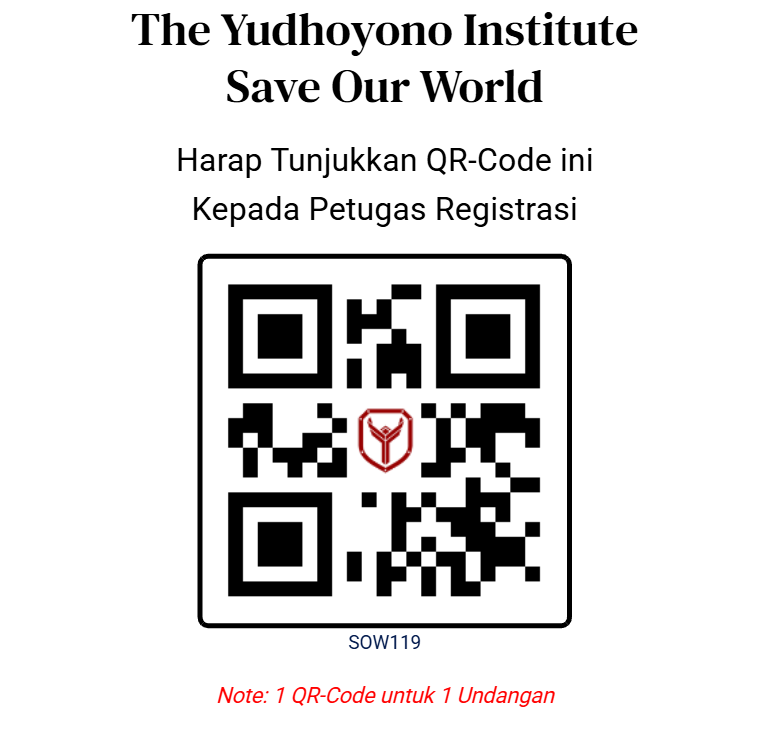 The Yudhoyono Institute
Save Our World
Harap Tunjukkan QR-Code ini
Kepada Petugas Registrasi
SOW119
Note: 1 QR-Code untuk 1 Undangan